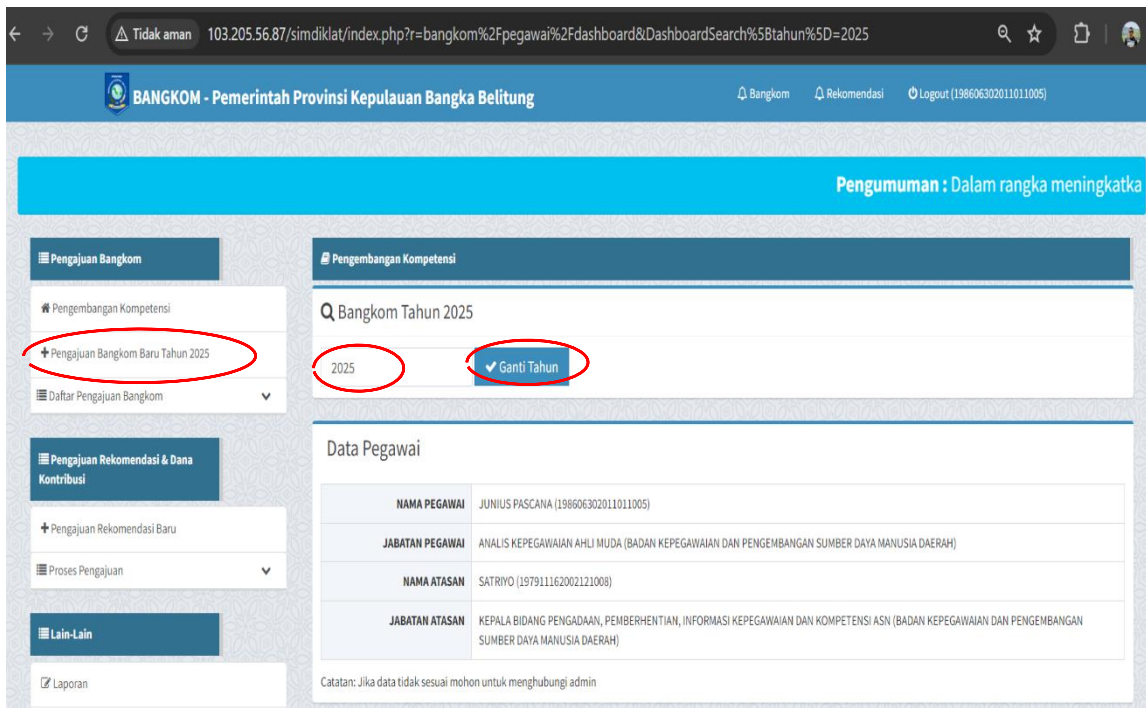 Tidak aman 103.205.56.87/simdiklat/index.php?r=bangkom%2Fpegawai%2Fdashboard&DashboardSearch%5Btahun%5D=2025
BANGKOM - Pemerintah Provinsi Kepulauan Bangka Belitung
Bangkom
Rekomendasi
Logout (198606302011011005)
Pengumuman : Dalam rangka meningkatka
Pengajuan Bangkom
Pengembangan Kompetensi
Pengajuan Bangkom Baru Tahun 2025
Daftar Pengajuan Bangkom
Pengajuan Rekomendasi & Dana
Kontribusi
Pengajuan Rekomendasi Baru
Proses Pengajuan
Lain-Lain
Laporan
Pengembangan Kompetensi
Bangkom Tahun 2025
2025
Ganti Tahun
Data Pegawai
NAMA PEGAWAI JUNIUS PASCANA (198606302011011005)
JABATAN PEGAWAI ANALIS KEPEGAWAIAN AHLI MUDA (BADAN KEPEGAWAIAN DAN PENGEMBANGAN SUMBER DAYA MANUSIA DAERAH)
NAMA ATASAN SATRIYO (197911162002121008)
JABATAN ATASAN KEPALA BIDANG PENGADAAN, PEMBERHENTIAN, INFORMASI KEPEGAWAIAN DAN KOMPETENSI ASN (BADAN KEPEGAWAIAN DAN PENGEMBANGAN
SUMBER DAYA MANUSIA DAERAH)
Catatan: Jika data tidak sesuai mohon untuk menghubungi admin